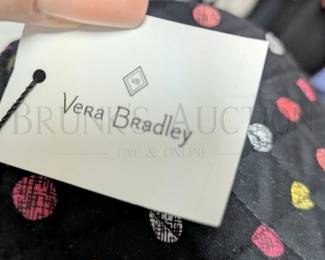 Vera Bradley
BRUNK'S AUCTION
LIVE & ONLINE